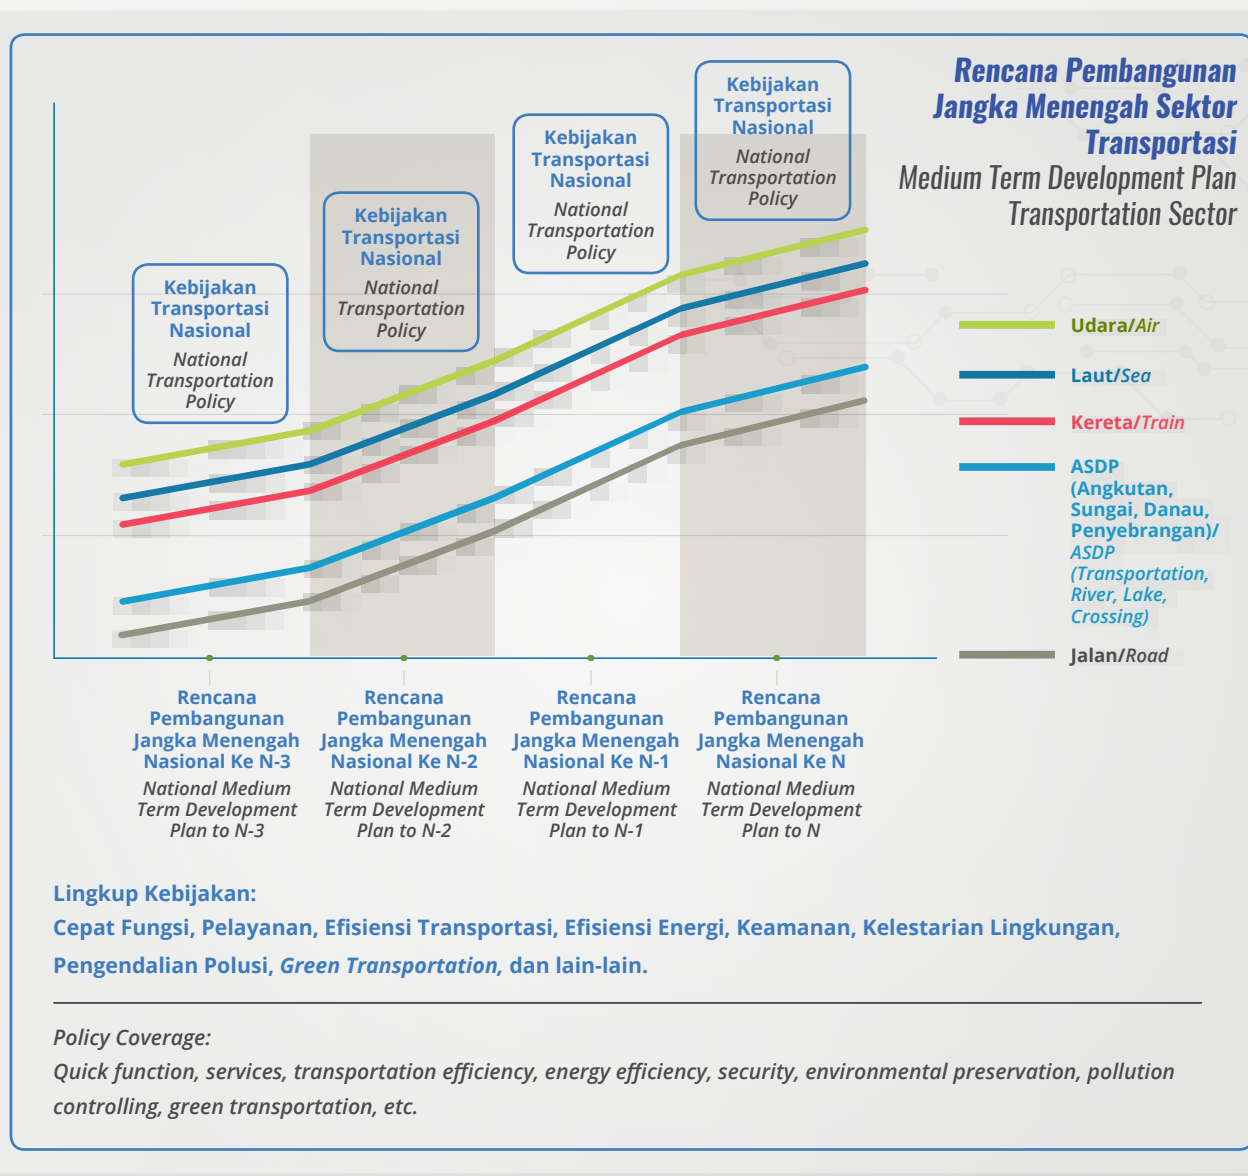 Rencana Pembangunan
Jangka Menengah Sektor
Transportasi
Medium Term Development Plan
Transportation Sector
Kebijakan
Transportasi
Nasional
National
Transportation
Policy
Kebijakan
Transportasi
Nasional
National
Transportation
Policy
Kebijakan
Transportasi
Nasional
National
Transportation
Policy
Kebijakan
Transportasi
Nasional
National
Transportation
Policy
Udara/Air
Laut/Sea
Kereta/Train
ASDP
(Angkutan,
Sungai, Danau,
Penyebrangan)/
ASDP
(Transportation,
River, Lake,
Crossing)
Jalan/Road
Rencana
Pembangunan
Jangka Menengah
Nasional Ke N-3
National Medium
Term Development
Plan to N-3
Rencana
Pembangunan
Jangka Menengah
Nasional Ke N-2
National Medium
Term Development
Plan to N-2
Rencana
Pembangunan
Jangka Menengah
Nasional Ke N-1
National Medium
Term Development
Plan to N-1
Rencana
Pembangunan
Jangka Menengah
Nasional Ke N
National Medium
Term Development
Plan to N
Lingkup Kebijakan:
Cepat Fungsi, Pelayanan, Efisiensi Transportasi, Efisiensi Energi, Keamanan, Kelestarian Lingkungan,
Pengendalian Polusi, Green Transportation, dan lain-lain.
Policy Coverage:
Quick function, services, transportation efficiency, energy efficiency, security, environmental preservation, pollution
controlling, green transportation, etc.